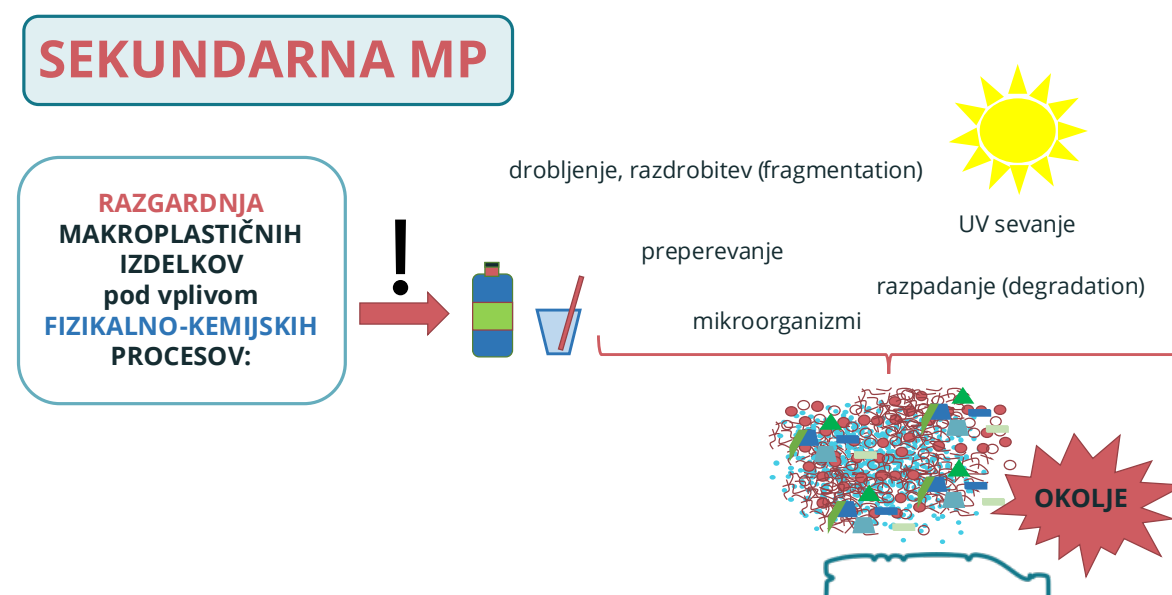 SEKUNDARNA MP
RAZGARDNJA
MAKROPLASTIČNIH
IZDELKOV
pod vplivom
FIZIKALNO-KEMIJSKIH
PROCESOV:
!
drobljenje, razdrobitev (fragmentation)
UV sevanje
preperevanje
razpadanje (degradation)
mikroorganizmi
OKOLJE